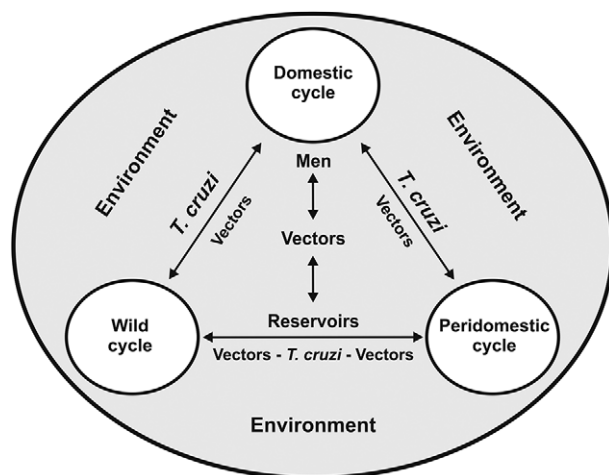 Domestic
cycle
Environment
Environment
T. cruzi
Vectors
Men
T. cruzi
Vectors
Vectors
Wild
cycle
Reservoirs
Vectors - T. cruzi - Vectors
Peridomestic
cycle
Environment